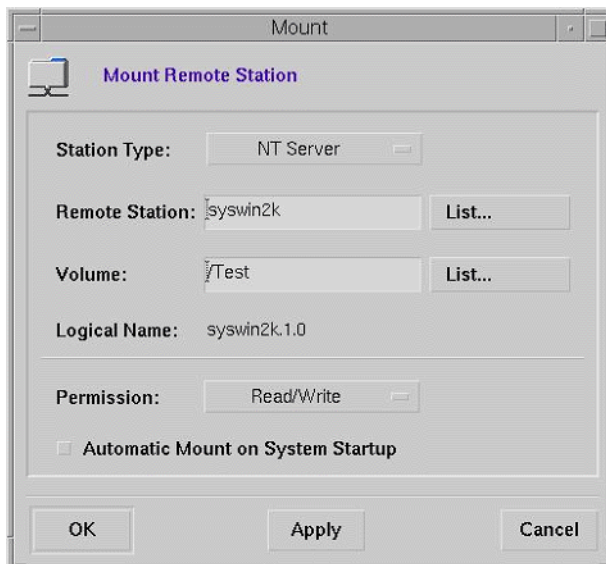 Mount
Mount Remote Station
Station Type: NT Server
Remote Station: syswin2k List...
Volume: /Test List...
Logical Name: syswin2k.1.0
Permission: Read/Write
Automatic Mount on System Startup
OK Apply Cancel